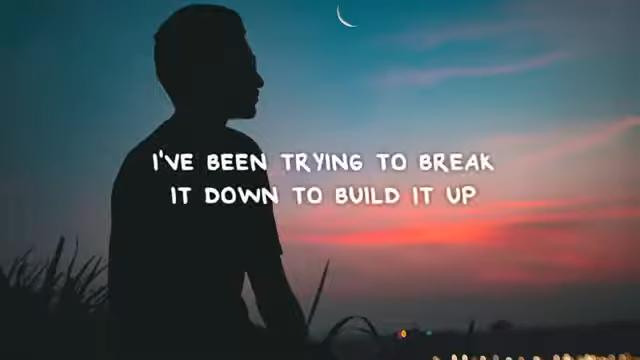 I'VE BEEN TRYING TO BREAK
IT DOWN TO BUILD IT UP